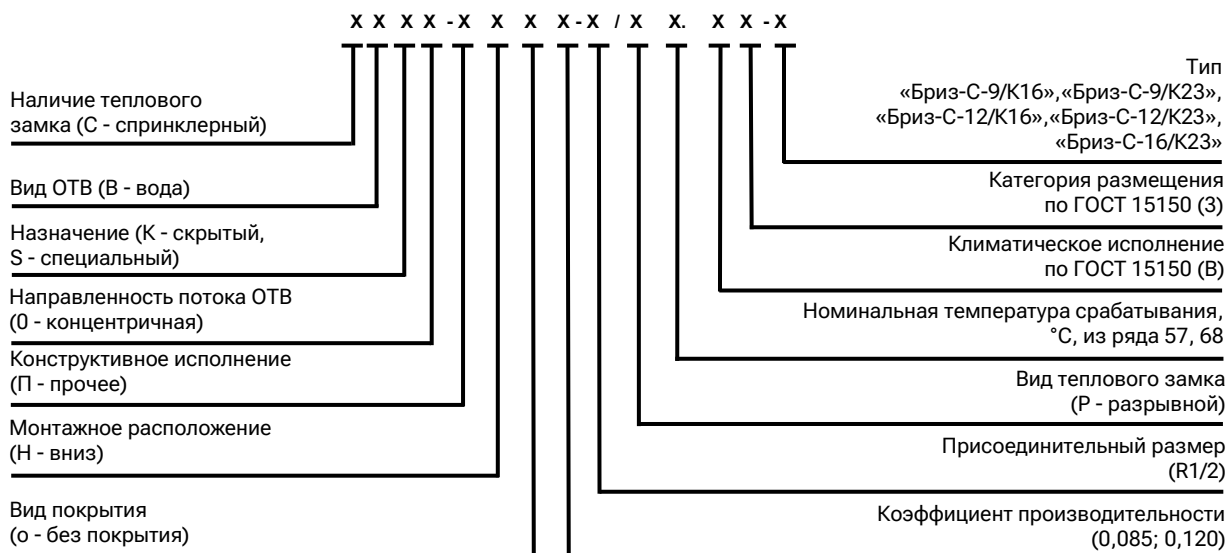 X X X X - X X X X - X / X X. X X - X
Наличие теплового
замка (С - спринклерный)
Вид ОТВ (В - вода)
Назначение (К - скрытый,
S - специальный)
Направленность потока ОТВ
(0 - концентричная)
Конструктивное исполнение
(П - прочее)
Монтажное расположение
(Н - вниз)
Вид покрытия
(о - без покрытия)
Тип
«Бриз-С-9/К16»,«Бриз-С-9/К23»,
«Бриз-С-12/К16»,«Бриз-С-12/К23»,
«Бриз-С-16/К23»
Категория размещения
по ГОСТ 15150 (3)
Климатическое исполнение
по ГОСТ 15150 (В)
Номинальная температура срабатывания,
°С, из ряда 57, 68
Вид теплового замка
(Р - разрывной)
Присоединительный размер
(R1/2)
Коэффициент производительности
(0,085; 0,120)